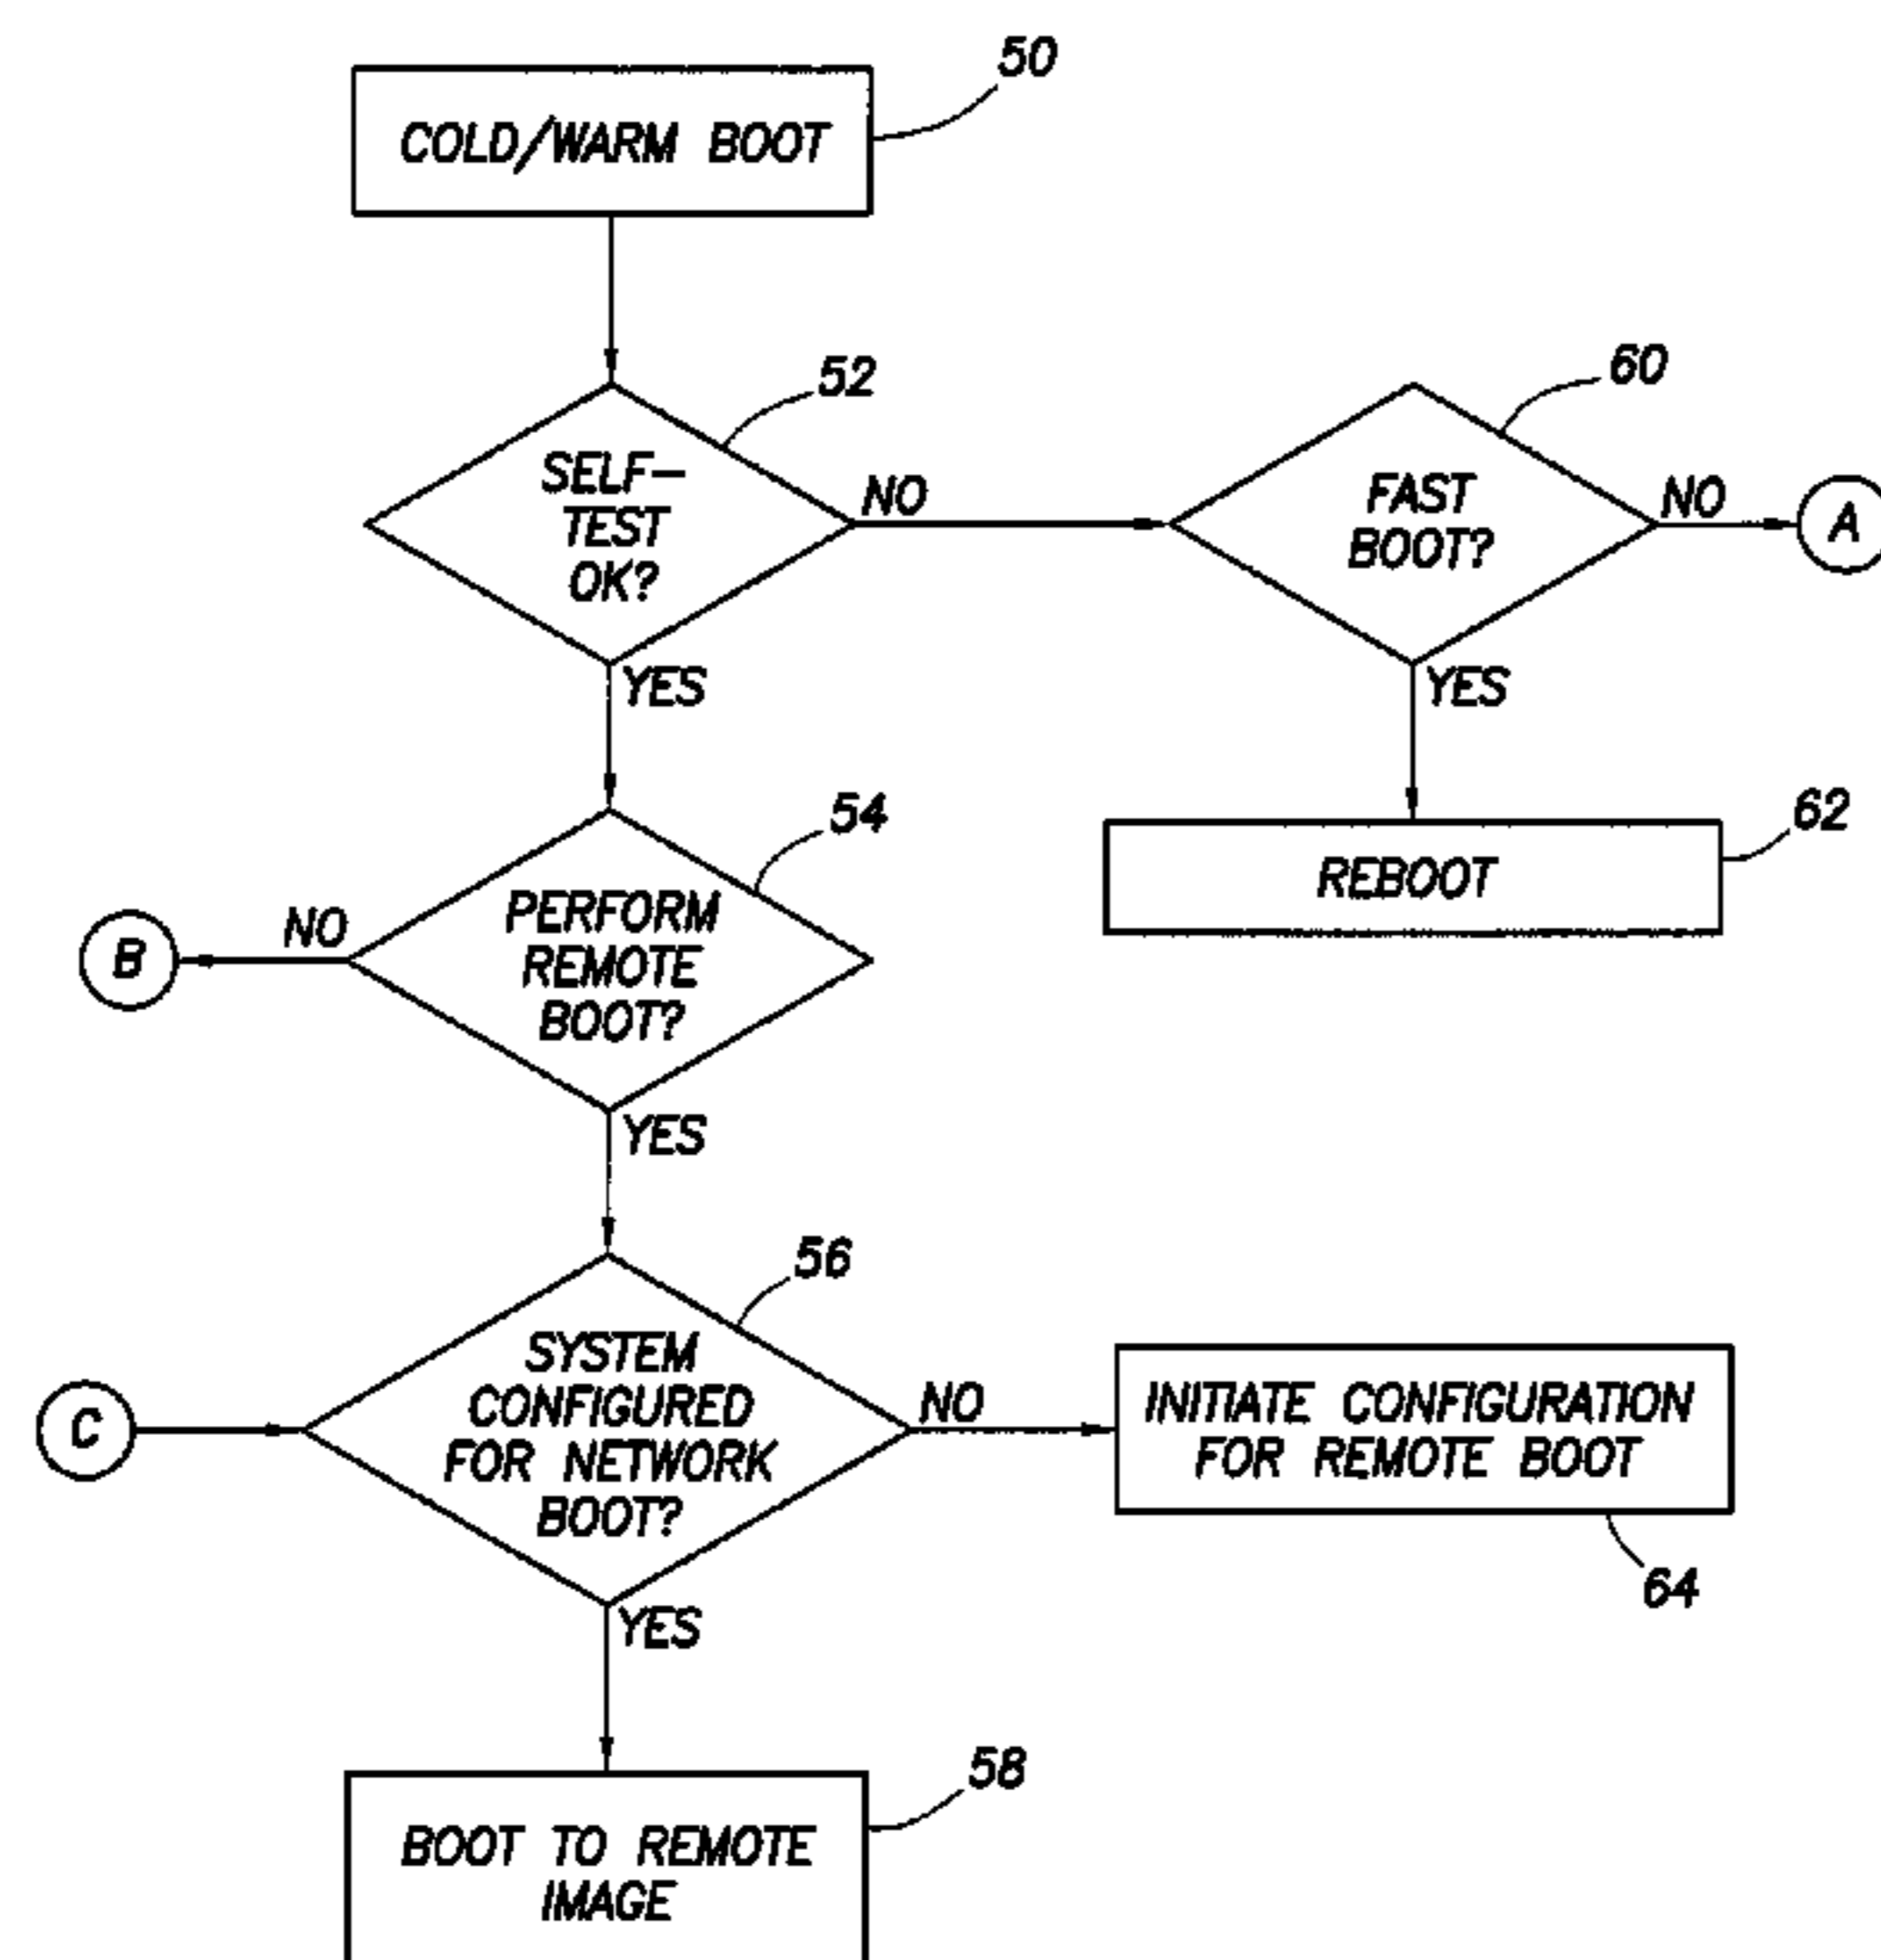 50
COLD/WARM BOOT
52
SELF-
TEST
OK?
NO
YES
60
FAST
BOOT?
NO
A
YES
62
REBOOT
54
PERFORM
REMOTE
BOOT?
NO
B
YES
56
C
SYSTEM
CONFIGURED
FOR NETWORK
BOOT?
NO
INITIATE CONFIGURATION
FOR REMOTE BOOT
64
YES
58
BOOT TO REMOTE
IMAGE